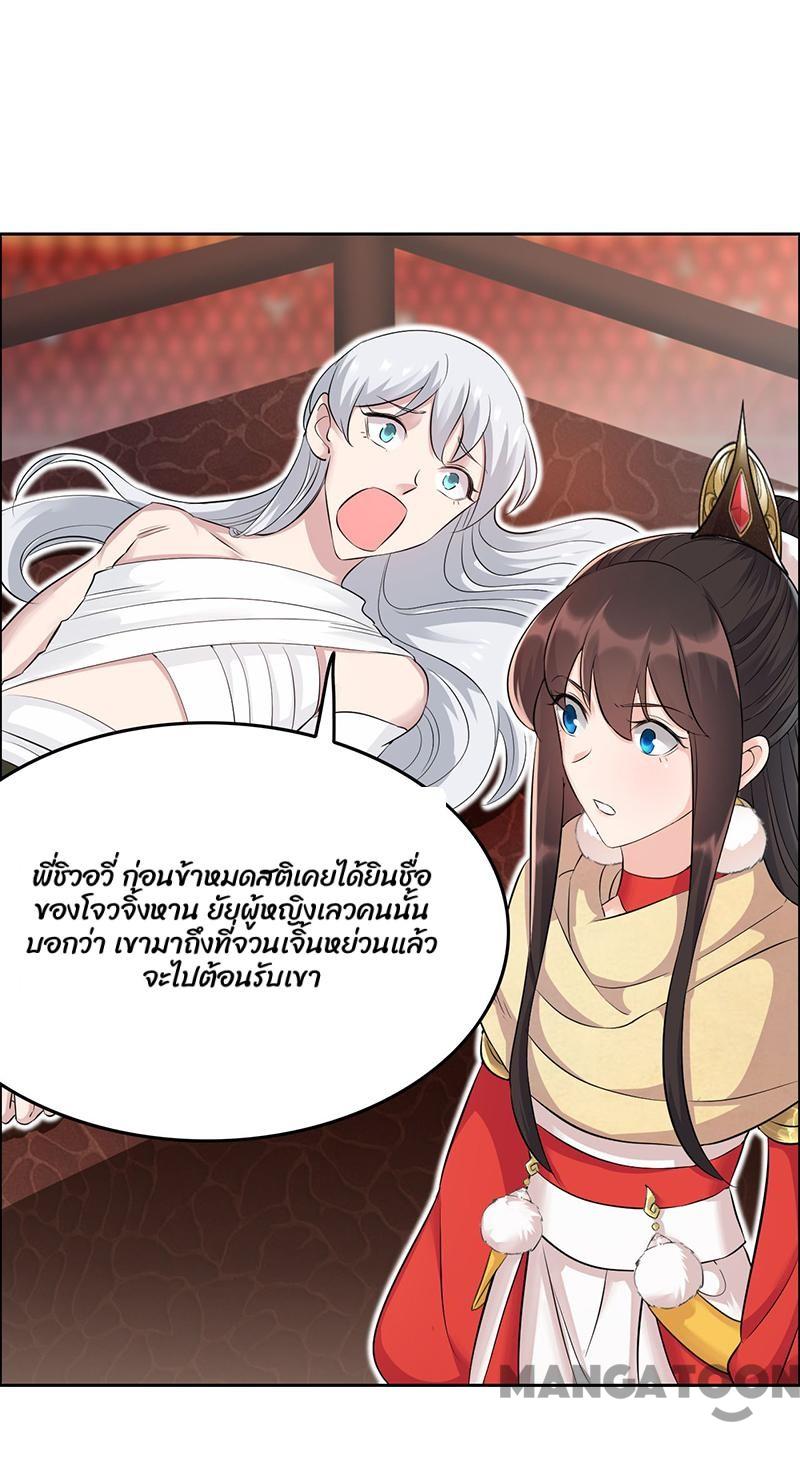 พี่ชิวอวี่ ก่อนข้าหมดสติเคยได้ยินชื่อ
ของโจวจิ้งหาน ยัยผู้หญิงเลวคนนั้น
บอกว่า เขามาถึงที่จวนเจิ้นหย่วนแล้ว
จะไปต้อนรับเขา
MANGATOON